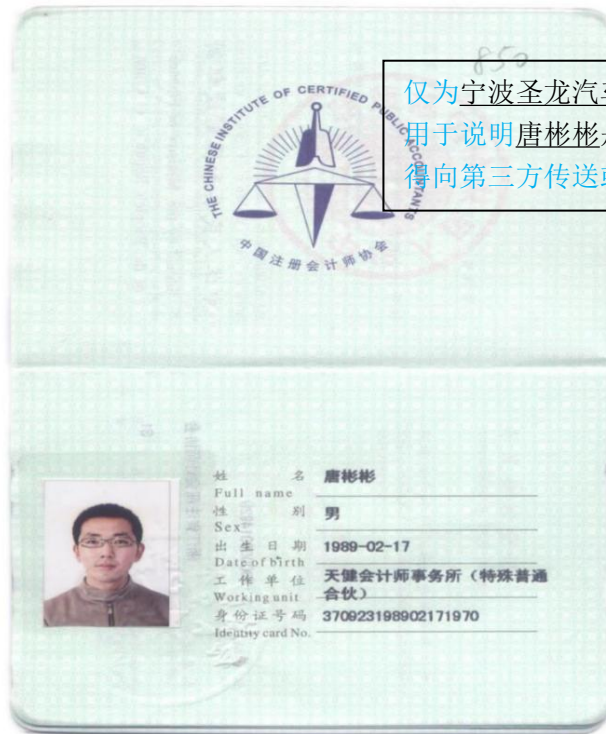 850
仅为宁波圣龙汽
用于说明唐彬彬
得向第三方传送
THE CHINESE INSTITUTE OF CERTIFIED PUBLIC ACCOUNTANTS
中国注册会计师协会
姓 名 唐彬彬
Full name
性 别 男
Sex
出 生 日 期 1989-02-17
Date of birth
工 作 单 位 天健会计师事务所（特殊普通
Working unit 合伙）
身份证号码 370923198902171970
Identity card No.